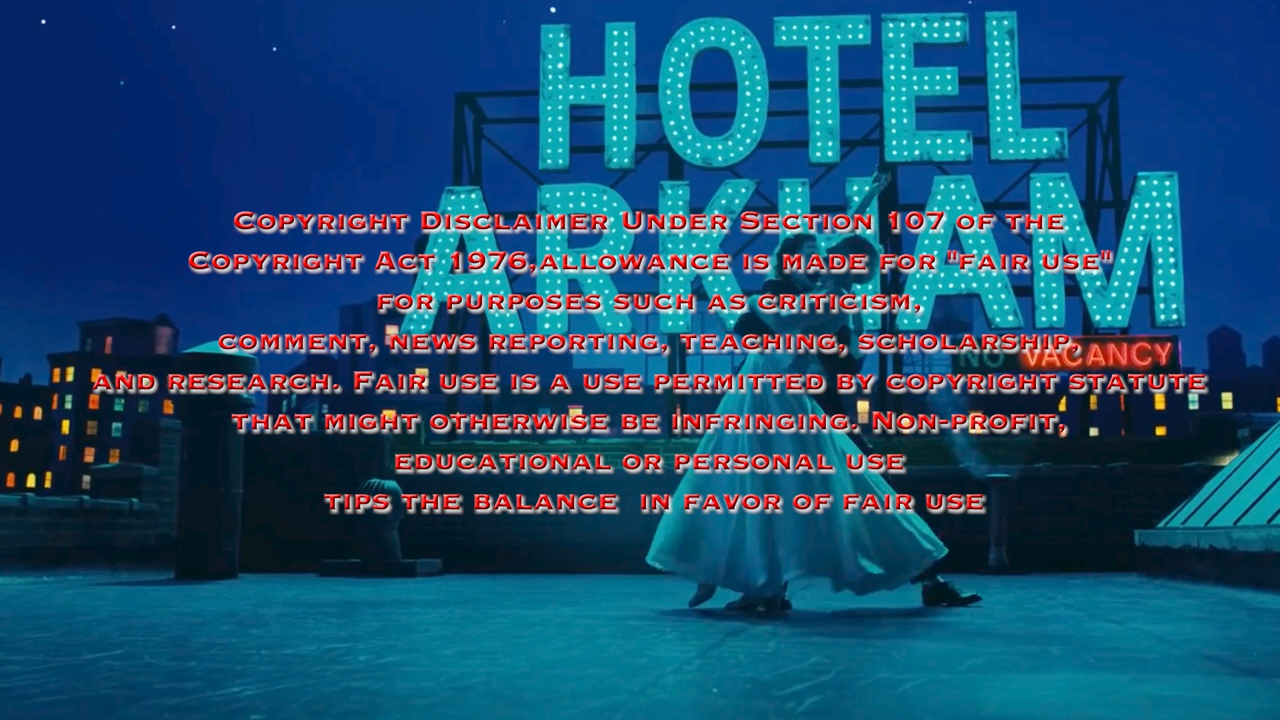 HOTEL
ARKHAM
NO VACANCY
Copyright Disclaimer Under Section 107 of the
Copyright Act 1976,allowance is made for "fair use"
for purposes such as criticism,
comment, news reporting, teaching, scholarship,
and research. Fair use is a use permitted by copyright statute
that might otherwise be infringing. Non-profit,
educational or personal use
tips the balance  in favor of fair use